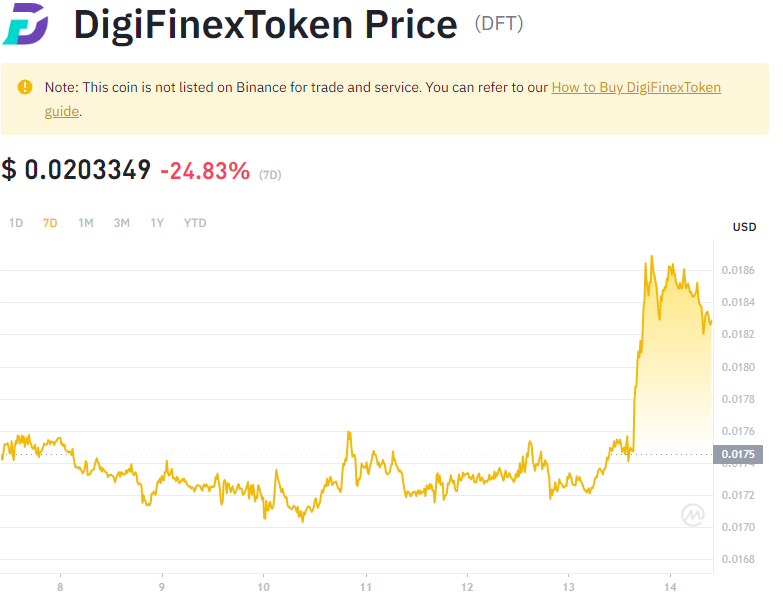 DigiFinexToken Price (DFT)
Note: This coin is not listed on Binance for trade and service. You can refer to our How to Buy DigiFinexToken
guide.
$ 0.0203349 -24.83% (7D)
1D 7D 1M 3M 1Y YTD
USD
0.0186
0.0184
0.0182
0.0180
0.0178
0.0176
0.0175
0.0174
0.0172
0.0170
0.0168
8 9 10 11 12 13 14